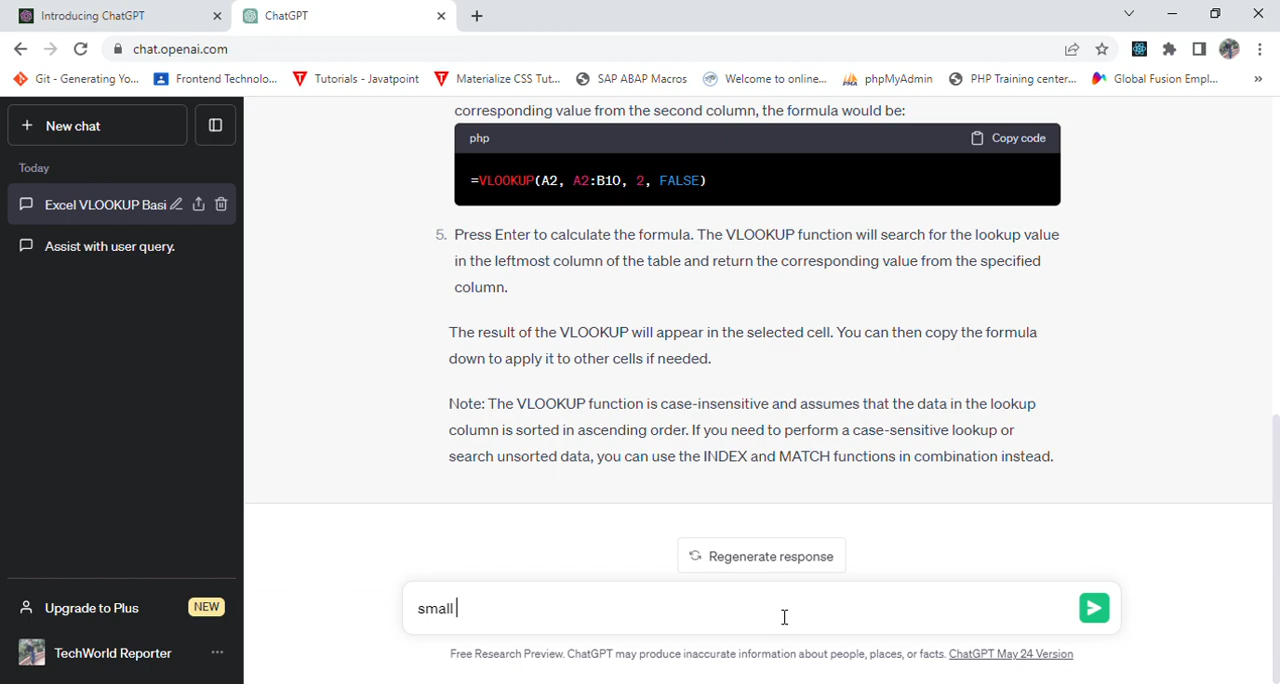 Introducing ChatGPT
ChatGPT
chat.openai.com
Git - Generating Yo...
Frontend Technolo...
Tutorials - Javatpoint
Materialize CSS Tut...
SAP ABAP Macros
Welcome to online...
phpMyAdmin
PHP Training center...
Global Fusion Empl...
»
+ New chat
Today
Excel VLOOKUP Basi
Assist with user query.
Upgrade to Plus NEW
TechWorld Reporter ...
corresponding value from the second column, the formula would be:
php Copy code
=VLOOKUP(A2, A2:B10, 2, FALSE)
5. Press Enter to calculate the formula. The VLOOKUP function will search for the lookup value
in the leftmost column of the table and return the corresponding value from the specified
column.
The result of the VLOOKUP will appear in the selected cell. You can then copy the formula
down to apply it to other cells if needed.
Note: The VLOOKUP function is case-insensitive and assumes that the data in the lookup
column is sorted in ascending order. If you need to perform a case-sensitive lookup or
search unsorted data, you can use the INDEX and MATCH functions in combination instead.
Regenerate response
small
Free Research Preview. ChatGPT may produce inaccurate information about people, places, or facts. ChatGPT May 24 Version